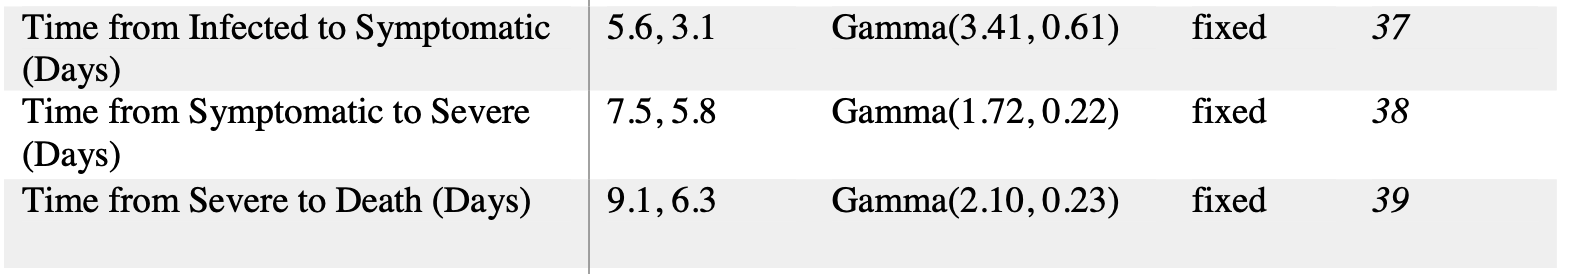 Time from Infected to Symptomatic 5.6, 3.1 Gamma(3.41, 0.61) fixed 37
(Days)
Time from Symptomatic to Severe 7.5, 5.8 Gamma(1.72, 0.22) fixed 38
(Days)
Time from Severe to Death (Days) 9.1, 6.3 Gamma(2.10, 0.23) fixed 39